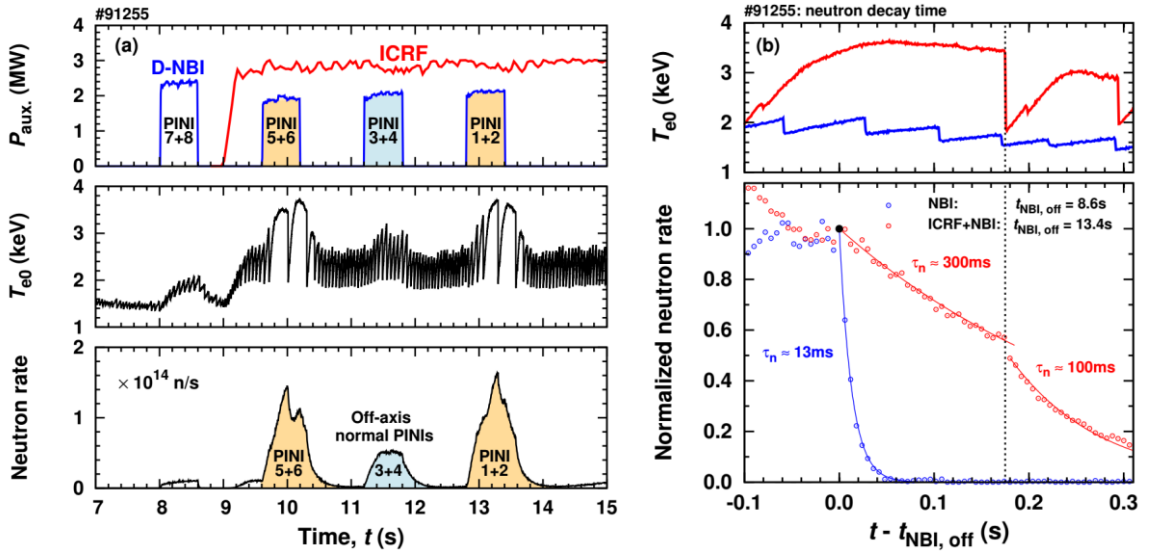 #91255
(a)
D-NBI
ICRF
PINI
7+8
PINI
5+6
PINI
3+4
PINI
1+2
P_aux. (MW)
4
3
2
1
0
T_e0 (keV)
4
3
2
1
Neutron rate
× 10^14 n/s
Off-axis
normal PINIs
PINI
5+6
3+4
PINI
1+2
2
1
0
7 8 9 10 11 12 13 14 15
Time, t (s)
#91255: neutron decay time
(b)
T_e0 (keV)
4
3
2
1
NBI: t_NBI, off = 8.6s
ICRF+NBI: t_NBI, off = 13.4s
τ_n ≈ 300ms
τ_n ≈ 13ms
τ_n ≈ 100ms
Normalized neutron rate
1.0
0.8
0.6
0.4
0.2
0.0
-0.1 0.0 0.1 0.2 0.3
t - t_NBI, off (s)